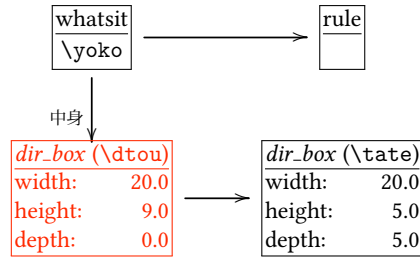 whatsit
\yoko
rule
中身
dir_box (\dtou)
width: 20.0
height: 9.0
depth: 0.0
dir_box (\tate)
width: 20.0
height: 5.0
depth: 5.0